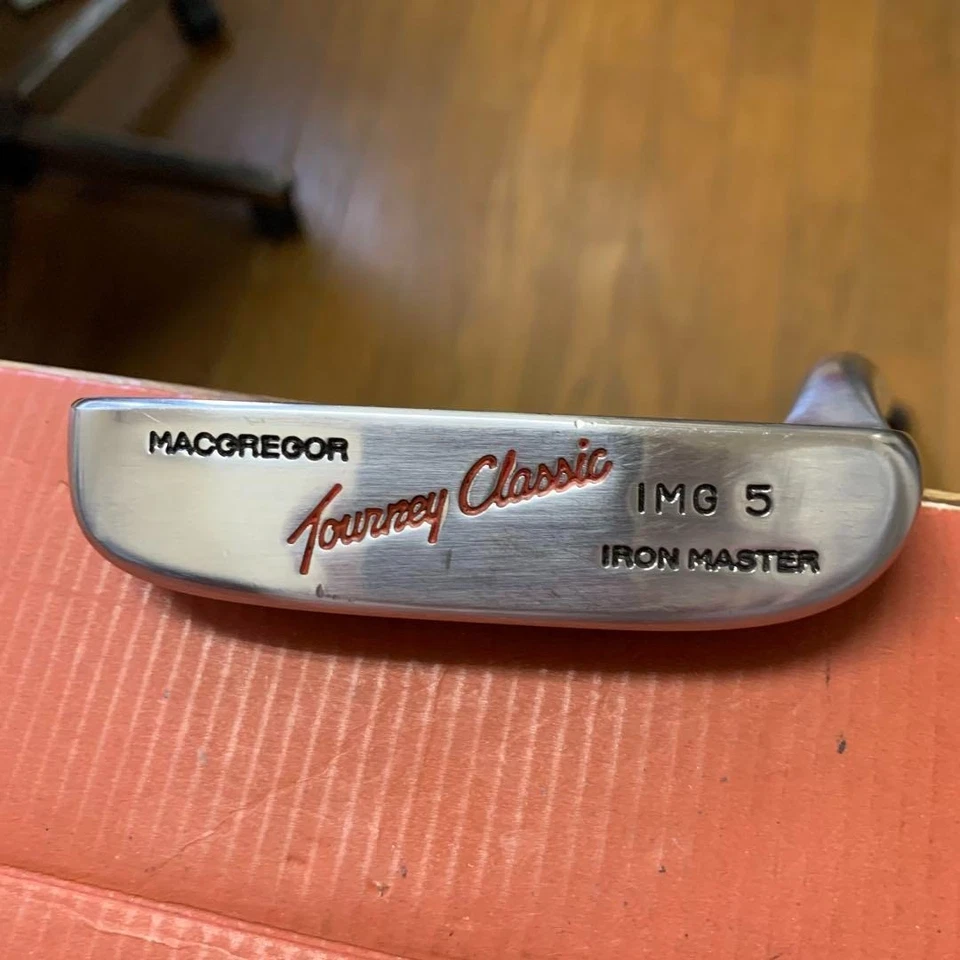 MACGREGOR
Tourney Classic
IMG 5
IRON MASTER